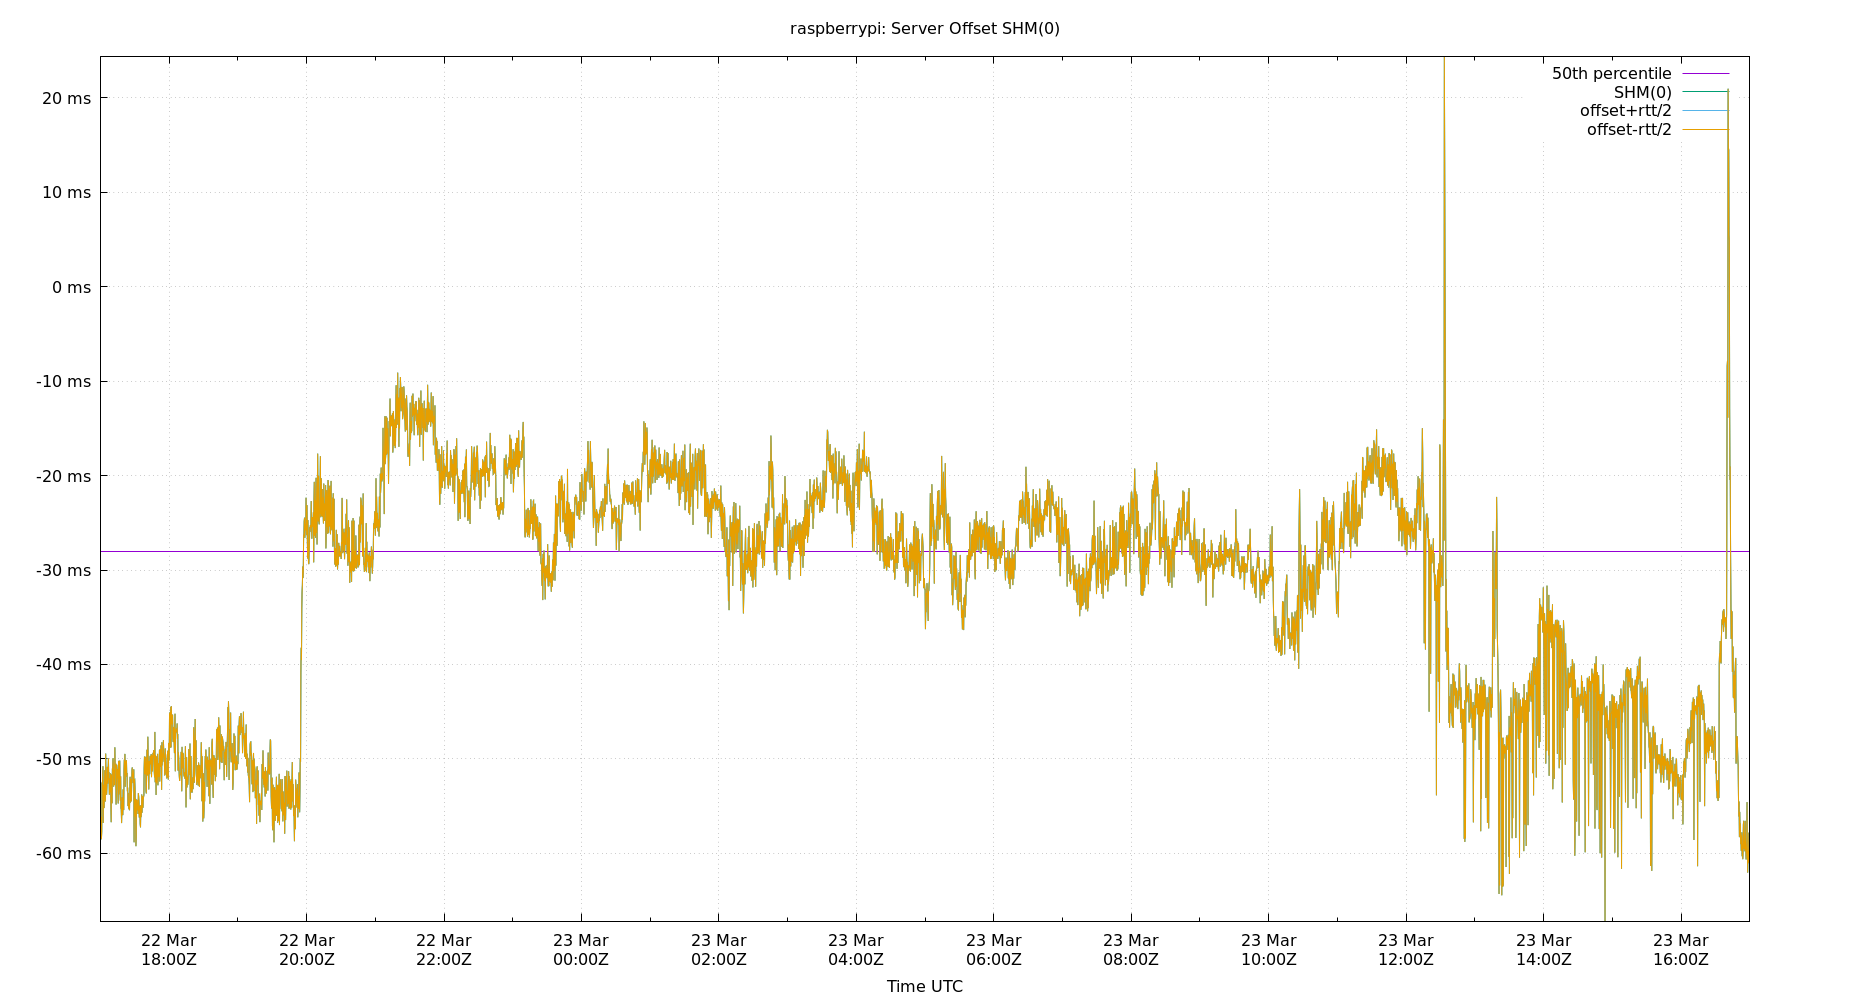 raspberrypi: Server Offset SHM(0)
50th percentile
SHM(0)
offset+rtt/2
offset-rtt/2
20 ms
10 ms
0 ms
-10 ms
-20 ms
-30 ms
-40 ms
-50 ms
-60 ms
22 Mar 22 Mar 22 Mar 23 Mar 23 Mar 23 Mar 23 Mar 23 Mar 23 Mar 23 Mar 23 Mar 23 Mar
18:00Z 20:00Z 22:00Z 00:00Z 02:00Z 04:00Z 06:00Z 08:00Z 10:00Z 12:00Z 14:00Z 16:00Z
Time UTC